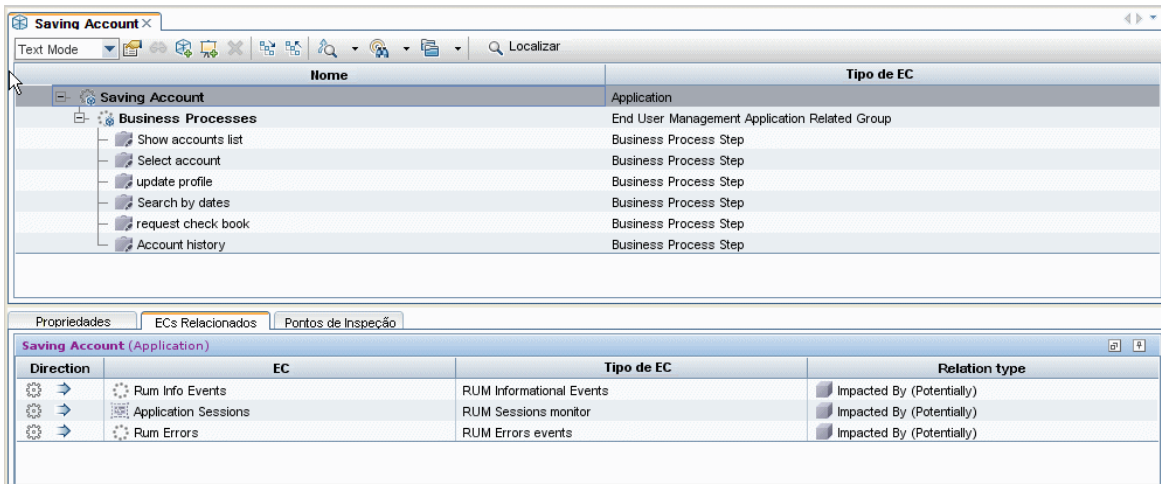 Saving Account
Text Mode Localizar
Nome Tipo de EC
Saving Account Application
Business Processes End User Management Application Related Group
Show accounts list Business Process Step
Select account Business Process Step
update profile Business Process Step
Search by dates Business Process Step
request check book Business Process Step
Account history Business Process Step
Propriedades ECs Relacionados Pontos de Inspeção
Saving Account (Application)
Direction EC Tipo de EC Relation type
Rum Info Events RUM Informational Events Impacted By (Potentially)
Application Sessions RUM Sessions monitor Impacted By (Potentially)
Rum Errors RUM Errors events Impacted By (Potentially)